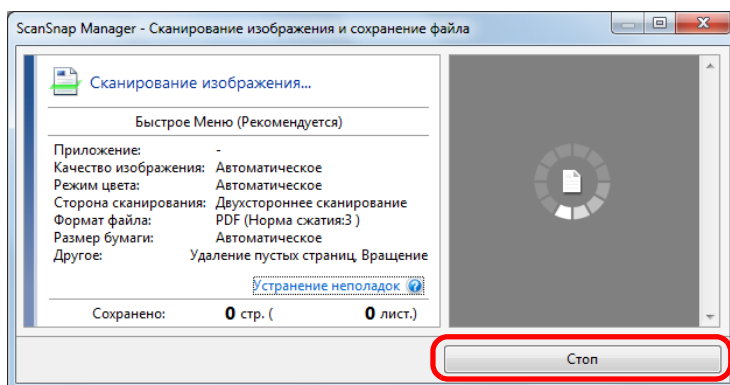 ScanSnap Manager - Сканирование изображения и сохранение файла
Сканирование изображения...
Быстрое Меню (Рекомендуется)
Приложение: -
Качество изображения: Автоматическое
Режим цвета: Автоматическое
Сторона сканирования: Двухстороннее сканирование
Формат файла: PDF (Норма сжатия:3 )
Размер бумаги: Автоматическое
Другое: Удаление пустых страниц, Вращение
Устранение неполадок ?
Сохранено: 0 стр. ( 0 лист.)
Стоп